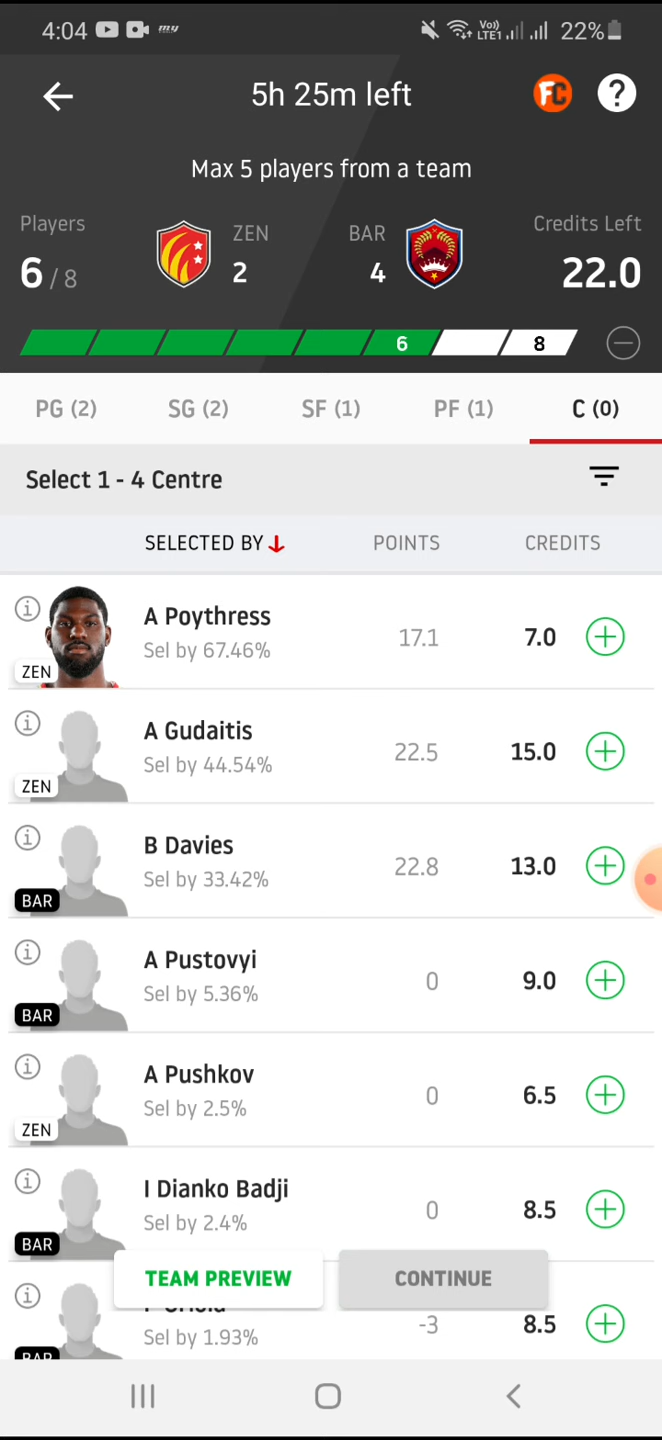 4:04 Vo) LTE1 22%
5h 25m left FC ?
Max 5 players from a team
Players ZEN BAR Credits Left
6 / 8 2 4 22.0
6 8
PG (2) SG (2) SF (1) PF (1) C (0)
Select 1 - 4 Centre
SELECTED BY POINTS CREDITS
A Poythress
Sel by 67.46% 17.1 7.0
ZEN
A Gudaitis
Sel by 44.54% 22.5 15.0
ZEN
B Davies
Sel by 33.42% 22.8 13.0
BAR
A Pustovyi
Sel by 5.36% 0 9.0
BAR
A Pushkov
Sel by 2.5% 0 6.5
ZEN
I Dianko Badji
Sel by 2.4% 0 8.5
BAR
TEAM PREVIEW CONTINUE
Sel by 1.93% -3 8.5
BAR